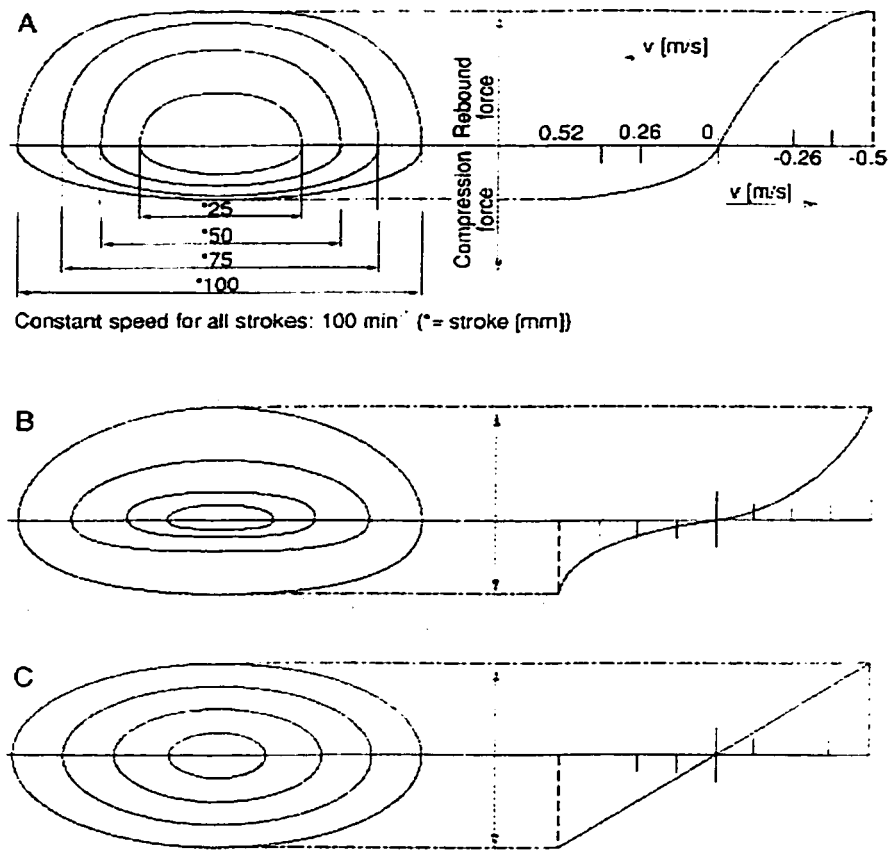 A
v [m/s]
Rebound force
Compression force
0.52 0.26 0
-0.26 -0.5
v [m/s]
*25
*50
*75
*100
Constant speed for all strokes: 100 min⁻ (*= stroke [mm])
B
C